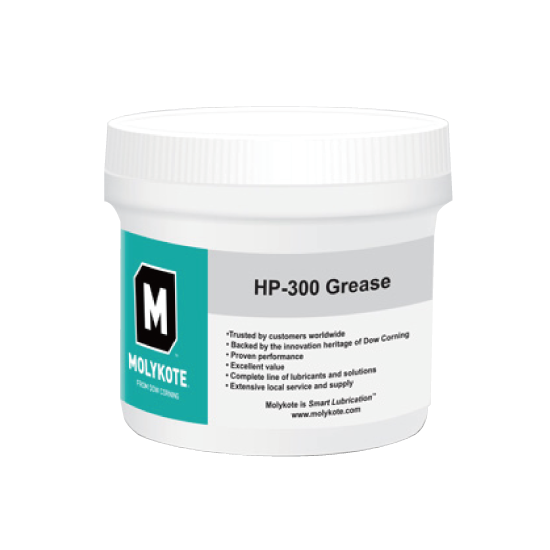 HP-300 Grease
•Trusted by customers worldwide
• Backed by the innovation heritage of Dow Corning
• Proven performance
• Excellent value
• Complete line of lubricants and solutions
• Extensive local service and supply
Molykote is Smart Lubrication™
www.molykote.com
M
MOLYKOTE
FROM DOW CORNING